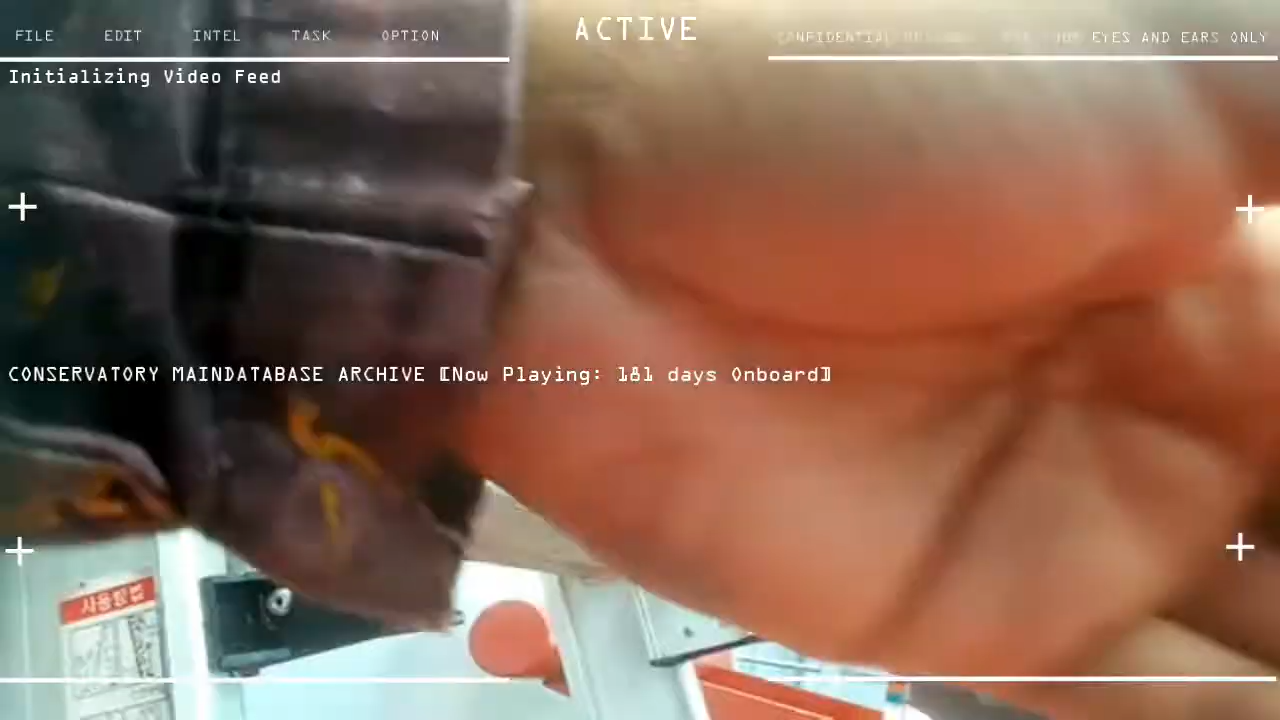 FILE EDIT INTEL TASK OPTION
ACTIVE
CONFIDENTIAL
EYES AND EARS ONLY
Initializing Video Feed
CONSERVATORY MAINDATABASE ARCHIVE [Now Playing: 181 days Onboard]
사용방법